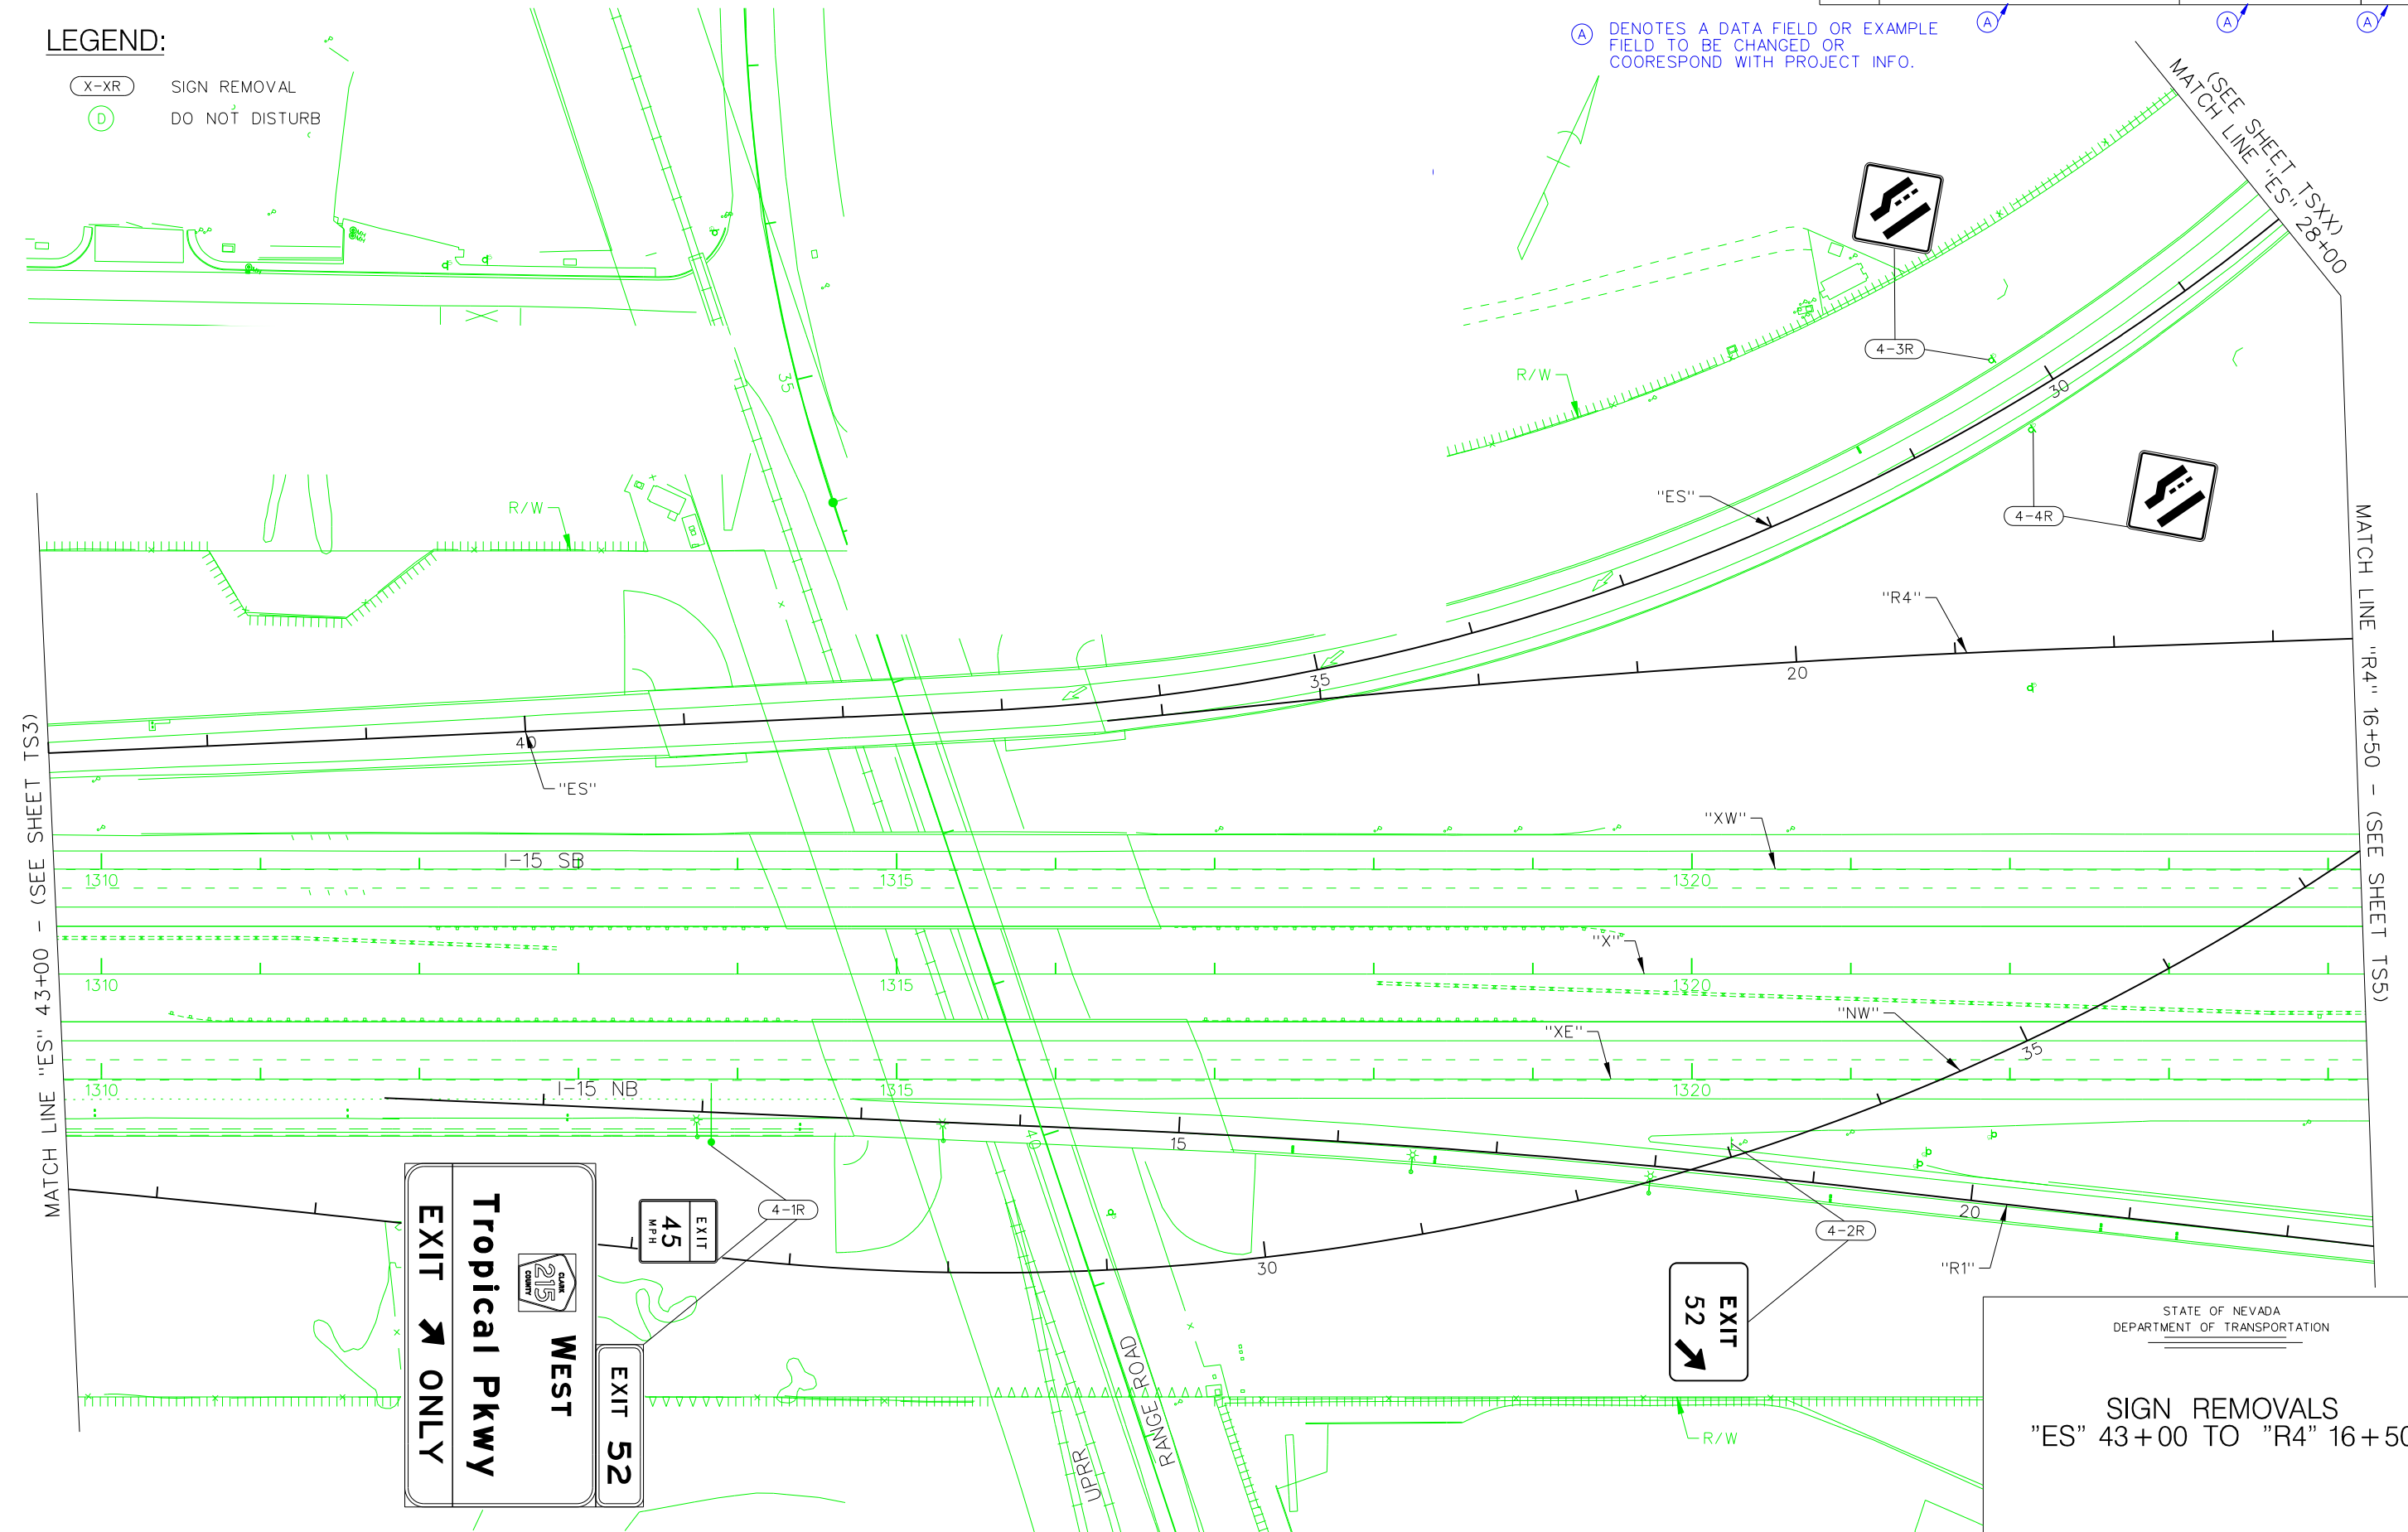 LEGEND:
X-XR SIGN REMOVAL
D DO NOT DISTURB
A DENOTES A DATA FIELD OR EXAMPLE
FIELD TO BE CHANGED OR
COORESPOND WITH PROJECT INFO.
A
A
A
(SEE SHEET TSXX)
MATCH LINE "ES" 28+00
4-3R
R/W
30
35
"ES"
4-4R
R/W
"R4"
20
35
40
"ES"
MATCH LINE "ES" 43+00 - (SEE SHEET TS3)
MATCH LINE "R4" 16+50 - (SEE SHEET TS5)
"XW"
I-15 SB
1310
1315
1320
"X"
1310
1315
1320
"NW"
"XE"
35
I-15 NB
1310
1315
1320
40
15
20
30
4-1R
4-2R
"R1"
EXIT 52
WEST
CLARK
215
COUNTY
Tropical Pkwy
EXIT ONLY
EXIT
45
MPH
EXIT
52
UPRR
RANGE ROAD
R/W
STATE OF NEVADA
DEPARTMENT OF TRANSPORTATION
SIGN REMOVALS
"ES" 43+00 TO "R4" 16+50